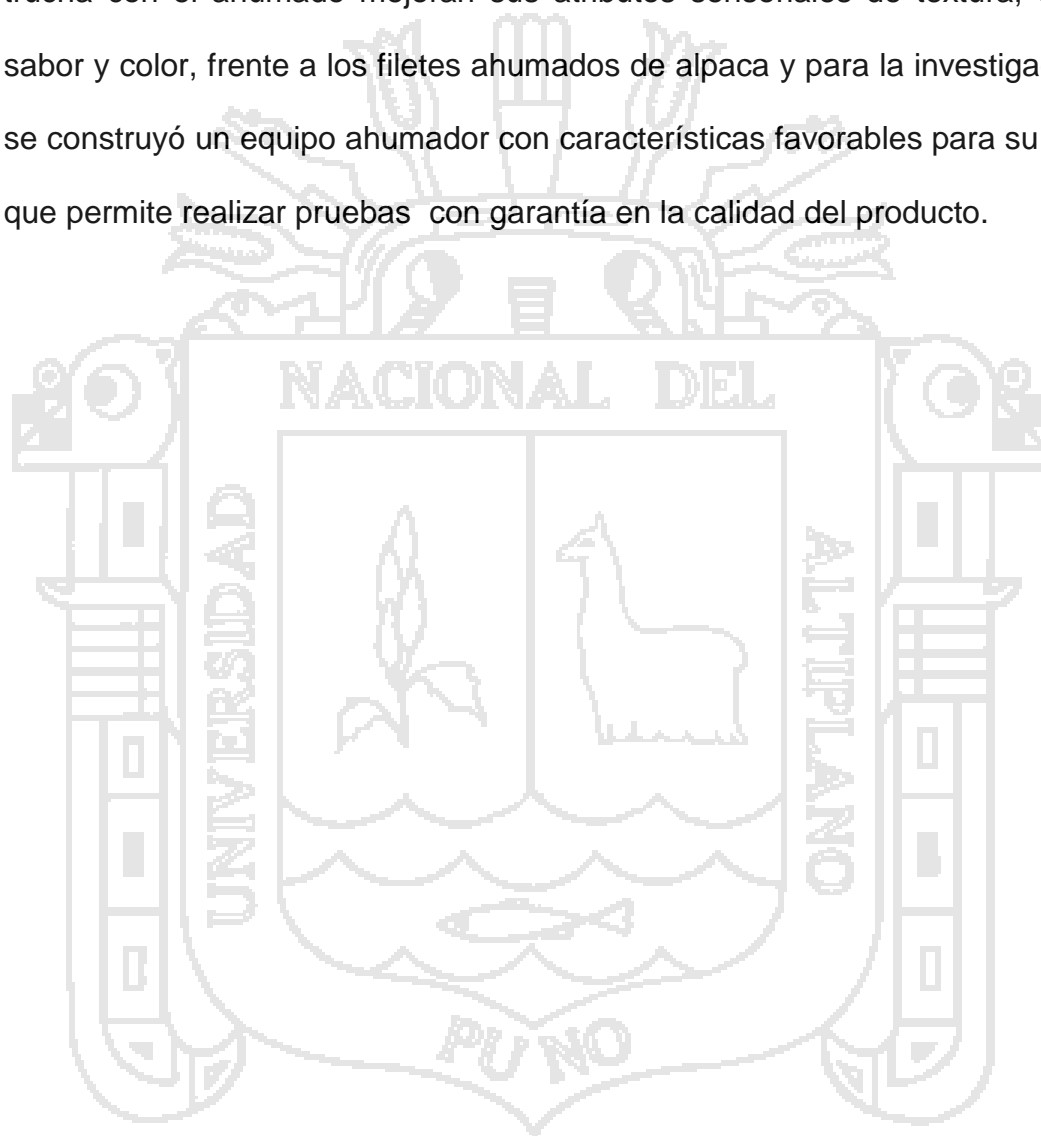 sabor y color, frente a los filetes ahumados de alpaca y para la
se construyó un equipo ahumador con características favorables para su
que permite realizar pruebas con garantía en la calidad del producto.
NACIONAL DEL
UNIVERSIDAD
ALTIPLANO
PUNO